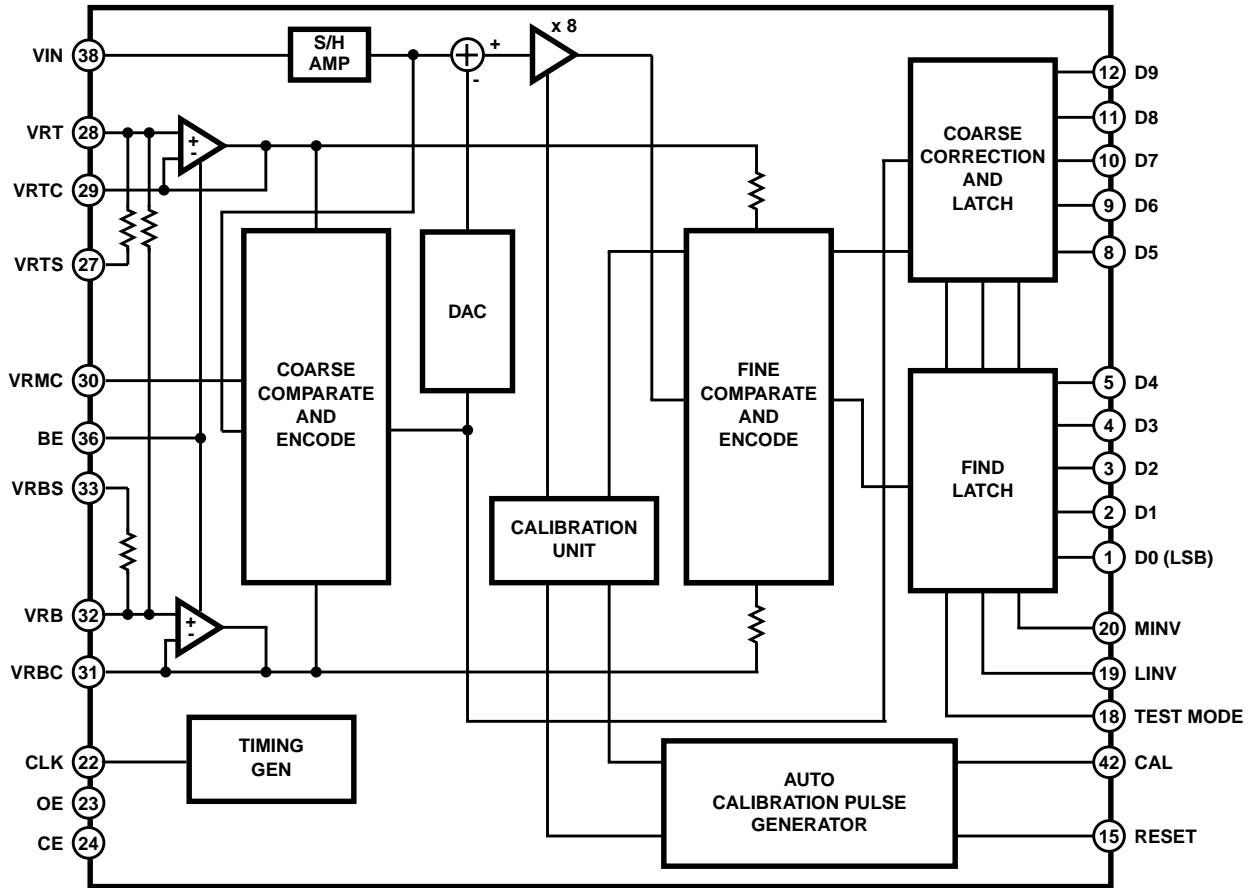 x 8
VIN 38
S/H
AMP
+
-
12 D9
VRT 28
+
-
11 D8
COARSE
CORRECTION
AND
LATCH
10 D7
VRTC 29
9 D6
VRTS 27
8 D5
DAC
VRMC 30
COARSE
COMPARATE
AND
ENCODE
FINE
COMPARATE
AND
ENCODE
5 D4
4 D3
BE 36
FIND
LATCH
3 D2
VRBS 33
2 D1
CALIBRATION
UNIT
1 D0 (LSB)
VRB 32
+
-
20 MINV
VRBC 31
19 LINV
18 TEST MODE
TIMING
GEN
CLK 22
42 CAL
AUTO
CALIBRATION PULSE
GENERATOR
OE 23
CE 24
15 RESET